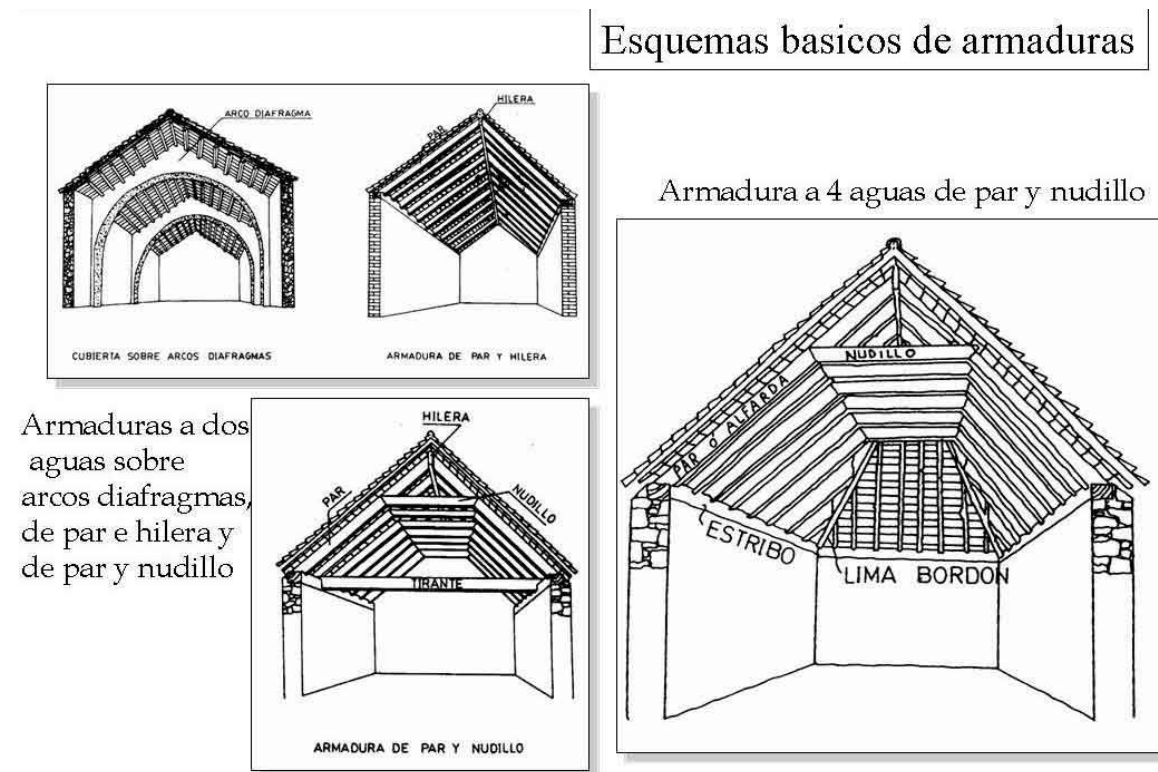 Esquemas basicos de armaduras
ARCO DIAFRAGMA
HILERA
PAR
CUBIERTA SOBRE ARCOS DIAFRAGMAS
ARMADURA DE PAR Y HILERA
Armadura a 4 aguas de par y nudillo
NUDILLO
PAR O ALFARDA
ESTRIBO
LIMA BORDON
Armaduras a dos
aguas sobre
arcos diafragmas,
de par e hilera y
de par y nudillo
HILERA
PAR
NUDILLO
TIRANTE
ARMADURA DE PAR Y NUDILLO